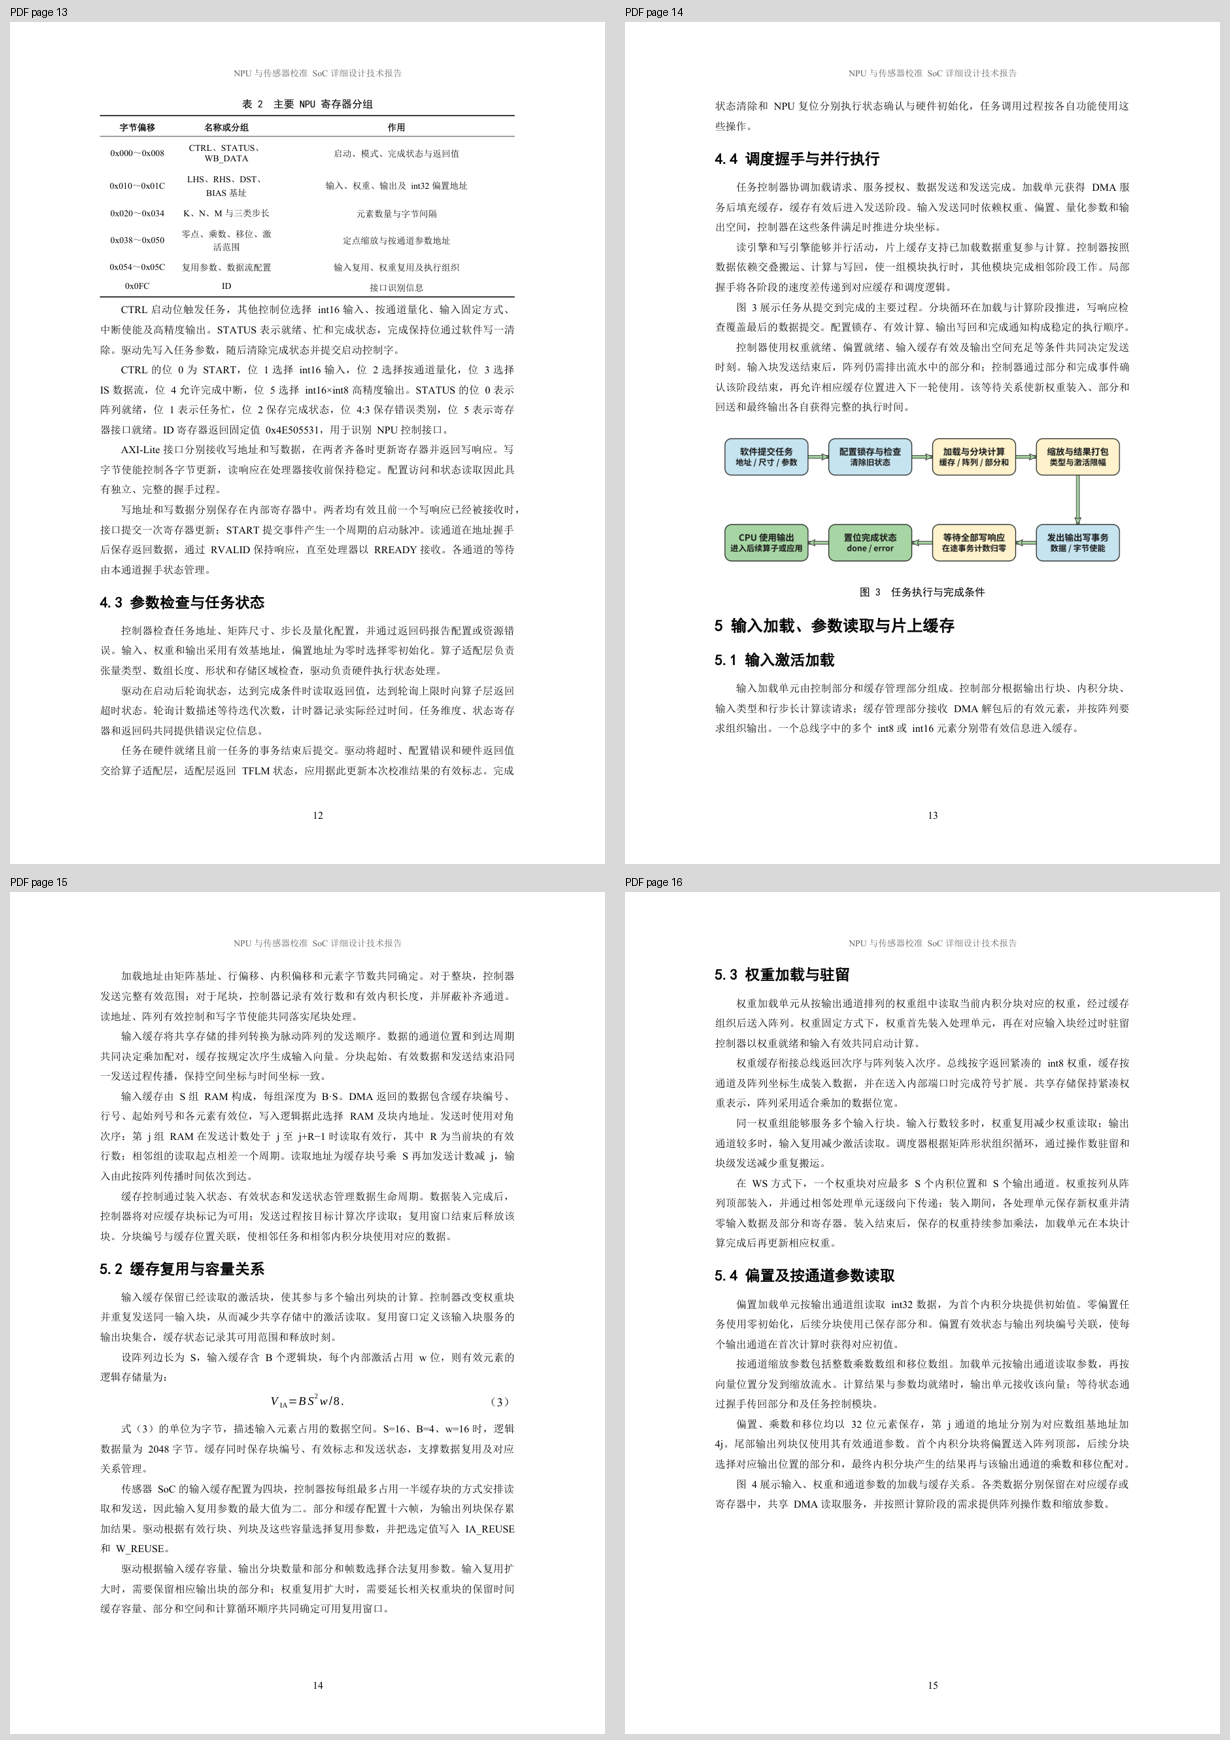 PDF page 13
NPU 与传感器校准 SoC 详细设计技术报告
表 2 主要 NPU 寄存器分组
字节偏移 名称或分组 作用
0x000～0x008 CTRL、STATUS、WB_DATA 启动、模式、完成状态与返回值
0x010～0x01C LHS、RHS、DST、BIAS 基址 输入、权重、输出及 int32 偏置地址
0x020～0x034 K、N、M 与三类步长 元素数量与字节间隔
0x038～0x050 零点、乘数、移位、激活范围 定点缩放与按通道参数地址
0x054～0x05C 复用参数、数据流配置 输入复用、权重复用及执行组织
0x0FC ID 接口识别信息
CTRL 启动位触发任务，其他控制位选择 int16 输入、按通道量化、输入固定方式、
中断使能及高精度输出。STATUS 表示就绪、忙和完成状态，完成保持位通过软件写一清
除。驱动先写入任务参数，随后清除完成状态并提交启动控制字。
CTRL 的位 0 为 START，位 1 选择 int16 输入，位 2 选择按通道量化，位 3 选择
IS 数据流，位 4 允许完成中断，位 5 选择 int16×int8 高精度输出。STATUS 的位 0 表示
阵列就绪，位 1 表示任务忙，位 2 保存完成状态，位 4:3 保存错误类别，位 5 表示寄存
器接口就绪。ID 寄存器返回固定值 0x4E505531，用于识别 NPU 控制接口。
AXI-Lite 接口分别接收写地址和写数据，在两者齐备时更新寄存器并返回写响应。写
字节使能控制各字节更新，读响应在处理器接收前保持稳定。配置访问和状态读取因此具
有独立、完整的握手过程。
写地址和写数据分别保存在内部寄存器中。两者均有效且前一个写响应已经被接收时，
接口提交一次寄存器更新；START 提交事件产生一个周期的启动脉冲。读通道在地址握手
后保存返回数据，通过 RVALID 保持响应，直至处理器以 RREADY 接收。各通道的等待
由本通道握手状态管理。
4.3 参数检查与任务状态
控制器检查任务地址、矩阵尺寸、步长及量化配置，并通过返回码报告配置或资源错
误。输入、权重和输出采用有效基地址，偏置地址为零时选择零初始化。算子适配层负责
张量类型、数组长度、形状和存储区域检查，驱动负责硬件执行状态处理。
驱动在启动后轮询状态，达到完成条件时读取返回值，达到轮询上限时向算子层返回
超时状态。轮询计数描述等待迭代次数，计时器记录实际经过时间。任务维度、状态寄存
器和返回码共同提供错误定位信息。
任务在硬件就绪且前一任务的事务结束后提交。驱动将超时、配置错误和硬件返回值
交给算子适配层，适配层返回 TFLM 状态，应用据此更新本次校准结果的有效标志。完成
12
PDF page 14
NPU 与传感器校准 SoC 详细设计技术报告
状态清除和 NPU 复位分别执行状态确认与硬件初始化，任务调用过程按各自功能使用这
些操作。
4.4 调度握手与并行执行
任务控制器协调加载请求、服务授权、数据发送和发送完成。加载单元获得 DMA 服
务后填充缓存，缓存有效后进入发送阶段。输入发送同时依赖权重、偏置、量化参数和输
出空间，控制器在这些条件满足时推进分块坐标。
读引擎和写引擎能够并行活动，片上缓存支持已加载数据重复参与计算。控制器按照
数据依赖交叠搬运、计算与写回，使一组模块执行时，其他模块完成相邻阶段工作。局部
握手将各阶段的速度差传递到对应缓存和调度逻辑。
图 3 展示任务从提交到完成的主要过程。分块循环在加载与计算阶段推进，写响应检
查覆盖最后的数据提交。配置锁存、有效计算、输出写回和完成通知构成稳定的执行顺序。
控制器使用权重就绪、偏置就绪、输入缓存有效及输出空间充足等条件共同决定发送
时刻。输入块发送结束后，阵列仍需排出流水中的部分和；控制器通过部分和完成事件确
认该阶段结束，再允许相应缓存位置进入下一轮使用。该等待关系使新权重装入、部分和
回送和最终输出各自获得完整的执行时间。
软件提交任务
地址 / 尺寸 / 参数
配置锁存与检查
清除旧状态
加载与分块计算
缓存 / 阵列 / 部分和
缩放与结果打包
类型与激活限幅
CPU 使用输出
进入后续算子或应用
置位完成状态
done / error
等待全部写响应
在途事务计数归零
发出输出写事务
数据 / 字节使能
图 3 任务执行与完成条件
5 输入加载、参数读取与片上缓存
5.1 输入激活加载
输入加载单元由控制部分和缓存管理部分组成。控制部分根据输出行块、内积分块、
输入类型和行步长计算读请求；缓存管理部分接收 DMA 解包后的有效元素，并按阵列要
求组织输出。一个总线字中的多个 int8 或 int16 元素分别带有效信息进入缓存。
13
PDF page 15
NPU 与传感器校准 SoC 详细设计技术报告
加载地址由矩阵基址、行偏移、内积偏移和元素字节数共同确定。对于整块，控制器
发送完整有效范围；对于尾块，控制器记录有效行数和有效内积长度，并屏蔽补齐通道。
读地址、阵列有效控制和写字节使能共同落实尾块处理。
输入缓存将共享存储的排列转换为脉动阵列的发送顺序。数据的通道位置和到达周期
共同决定乘加配对，缓存按规定次序生成输入向量。分块起始、有效数据和发送结束沿同
一发送过程传播，保持空间坐标与时间坐标一致。
输入缓存由 S 组 RAM 构成，每组深度为 B·S。DMA 返回的数据包含缓存块编号、
行号、起始列号和各元素有效位，写入逻辑据此选择 RAM 及块内地址。发送时使用对角
次序：第 j 组 RAM 在发送计数处于 j 至 j+R−1 时读取有效行，其中 R 为当前块的有效
行数；相邻组的读取起点相差一个周期。读取地址为缓存块号乘 S 再加发送计数减 j，输
入由此按阵列传播时间依次到达。
缓存控制通过装入状态、有效状态和发送状态管理数据生命周期。数据装入完成后，
控制器将对应缓存块标记为可用；发送过程按目标计算次序读取；复用窗口结束后释放该
块。分块编号与缓存位置关联，使相邻任务和相邻内积分块使用对应的数据。
5.2 缓存复用与容量关系
输入缓存保留已经读取的激活块，使其参与多个输出列块的计算。控制器改变权重块
并重复发送同一输入块，从而减少共享存储中的激活读取。复用窗口定义该输入块服务的
输出块集合，缓存状态记录其可用范围和释放时刻。
设阵列边长为 S，输入缓存含 B 个逻辑块，每个内部激活占用 w 位，则有效元素的
逻辑存储量为：
V_IA=BS²w/8. （3）
式（3）的单位为字节，描述输入元素占用的数据空间。S=16、B=4、w=16 时，逻辑
数据量为 2048 字节。缓存同时保存块编号、有效标志和发送状态，支撑数据复用及对应
关系管理。
传感器 SoC 的输入缓存配置为四块，控制器按每组最多占用一半缓存块的方式安排读
取和发送，因此输入复用参数的最大值为二。部分和缓存配置十六帧，为输出列块保存累
加结果。驱动根据有效行块、列块及这些容量选择复用参数，并把选定值写入 IA_REUSE
和 W_REUSE。
驱动根据输入缓存容量、输出分块数量和部分和帧数选择合法复用参数。输入复用扩
大时，需要保留相应输出块的部分和；权重复用扩大时，需要延长相关权重块的保留时间
缓存容量、部分和空间和计算循环顺序共同确定可用复用窗口。
14
PDF page 16
NPU 与传感器校准 SoC 详细设计技术报告
5.3 权重加载与驻留
权重加载单元从按输出通道排列的权重组中读取当前内积分块对应的权重，经过缓存
组织后送入阵列。权重固定方式下，权重首先装入处理单元，再在对应输入块经过时驻留
控制器以权重就绪和输入有效共同启动计算。
权重缓存衔接总线返回次序与阵列装入次序。总线按字返回紧凑的 int8 权重，缓存按
通道及阵列坐标生成装入数据，并在送入内部端口时完成符号扩展。共享存储保持紧凑权
重表示，阵列采用适合乘加的数据位宽。
同一权重组能够服务多个输入行块。输入行数较多时，权重复用减少权重读取；输出
通道较多时，输入复用减少激活读取。调度器根据矩阵形状组织循环，通过操作数驻留和
块级发送减少重复搬运。
在 WS 方式下，一个权重块对应最多 S 个内积位置和 S 个输出通道。权重按列从阵
列顶部装入，并通过相邻处理单元逐级向下传递；装入期间，各处理单元保存新权重并清
零输入数据及部分和寄存器。装入结束后，保存的权重持续参加乘法，加载单元在本块计
算完成后再更新相应权重。
5.4 偏置及按通道参数读取
偏置加载单元按输出通道组读取 int32 数据，为首个内积分块提供初始值。零偏置任
务使用零初始化，后续分块使用已保存部分和。偏置有效状态与输出列块编号关联，使每
个输出通道在首次计算时获得对应初值。
按通道缩放参数包括整数乘数数组和移位数组。加载单元按输出通道读取参数，再按
向量位置分发到缩放流水。计算结果与参数均就绪时，输出单元接收该向量；等待状态通
过握手传回部分和及任务控制模块。
偏置、乘数和移位均以 32 位元素保存，第 j 通道的地址分别为对应数组基地址加
4j。尾部输出列块仅使用其有效通道参数。首个内积分块将偏置送入阵列顶部，后续分块
选择对应输出位置的部分和，最终内积分块产生的结果再与该输出通道的乘数和移位配对。
图 4 展示输入、权重和通道参数的加载与缓存关系。各类数据分别保留在对应缓存或
寄存器中，共享 DMA 读取服务，并按照计算阶段的需求提供阵列操作数和缩放参数。
15